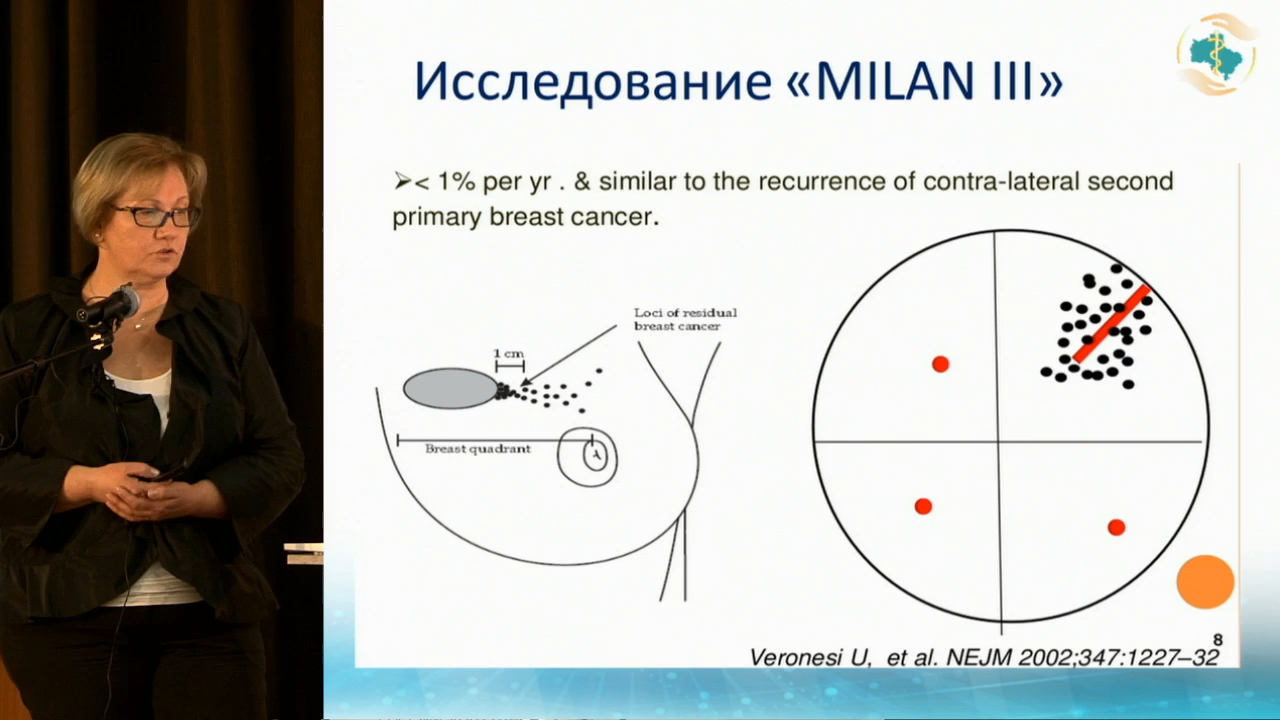 Исследование «MILAN III»
➢< 1% per yr . & similar to the recurrence of contra-lateral second
primary breast cancer.
Loci of residual
breast cancer
1 cm
Breast quadrant
8
Veronesi U, et al. NEJM 2002;347:1227–32